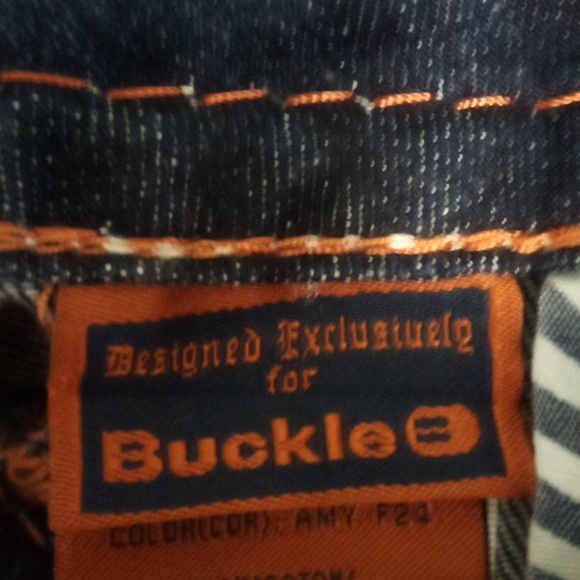 Designed Exclusively
for
Buckle B
COLOR(COR): AMY F24